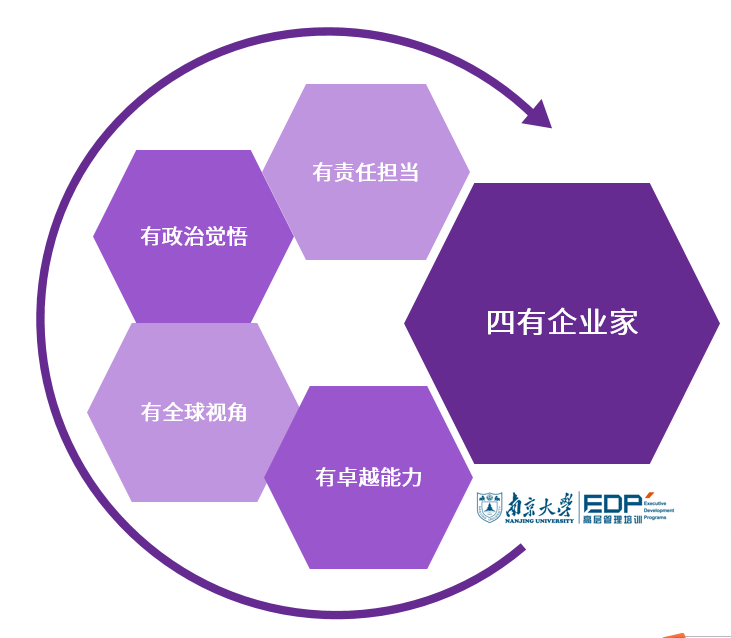 有责任担当
有政治觉悟
四有企业家
有全球视角
有卓越能力
南京大学
NANJING UNIVERSITY
EDP
高层管理培训
Executive
Development
Programs